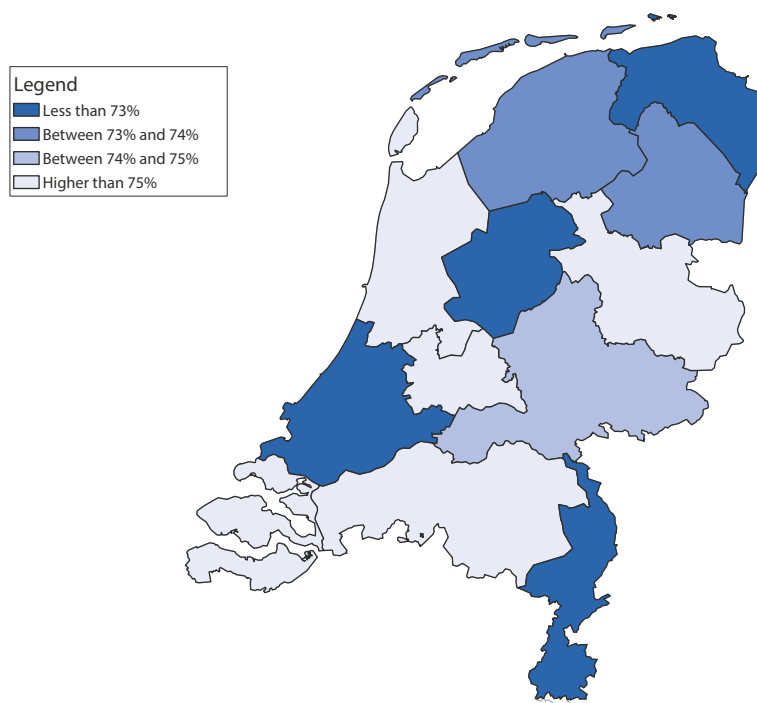 Legend
Less than 73%
Between 73% and 74%
Between 74% and 75%
Higher than 75%